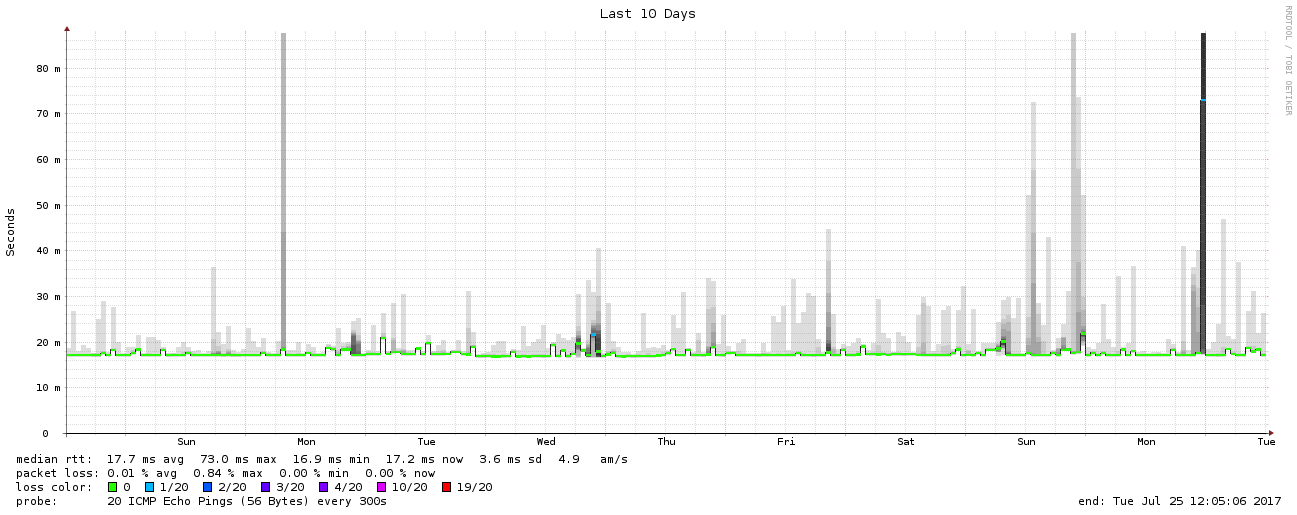 Last 10 Days
RRDTOOL / TOBI OETIKER
Seconds
80 m
70 m
60 m
50 m
40 m
30 m
20 m
10 m
0
Sun Mon Tue Wed Thu Fri Sat Sun Mon Tue
median rtt: 17.7 ms avg 73.0 ms max 16.9 ms min 17.2 ms now 3.6 ms sd 4.9 am/s
packet loss: 0.01 % avg 0.84 % max 0.00 % min 0.00 % now
loss color: 0 1/20 2/20 3/20 4/20 10/20 19/20
probe: 20 ICMP Echo Pings (56 Bytes) every 300s end: Tue Jul 25 12:05:06 2017